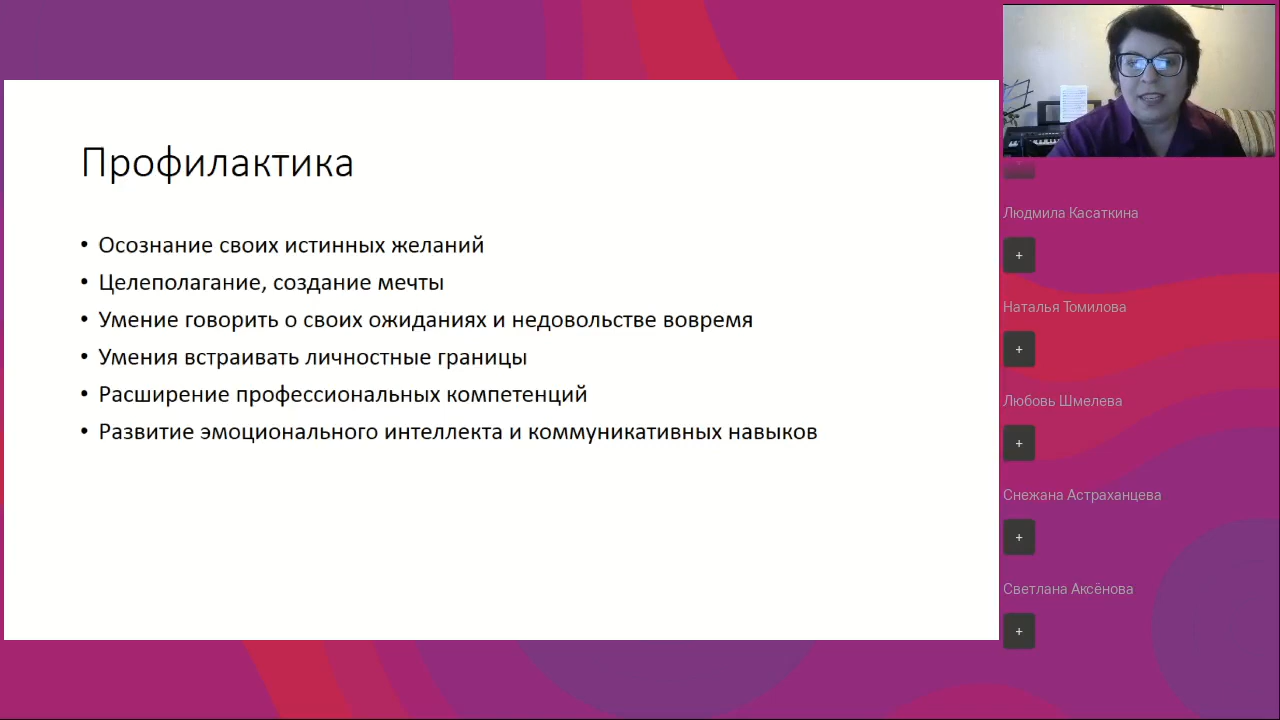 Профилактика
• Осознание своих истинных желаний
• Целеполагание, создание мечты
• Умение говорить о своих ожиданиях и недовольстве вовремя
• Умения встраивать личностные границы
• Расширение профессиональных компетенций
• Развитие эмоционального интеллекта и коммуникативных навыков
Людмила Касаткина
+
Наталья Томилова
+
Любовь Шмелева
+
Снежана Астраханцева
+
Светлана Аксёнова
+